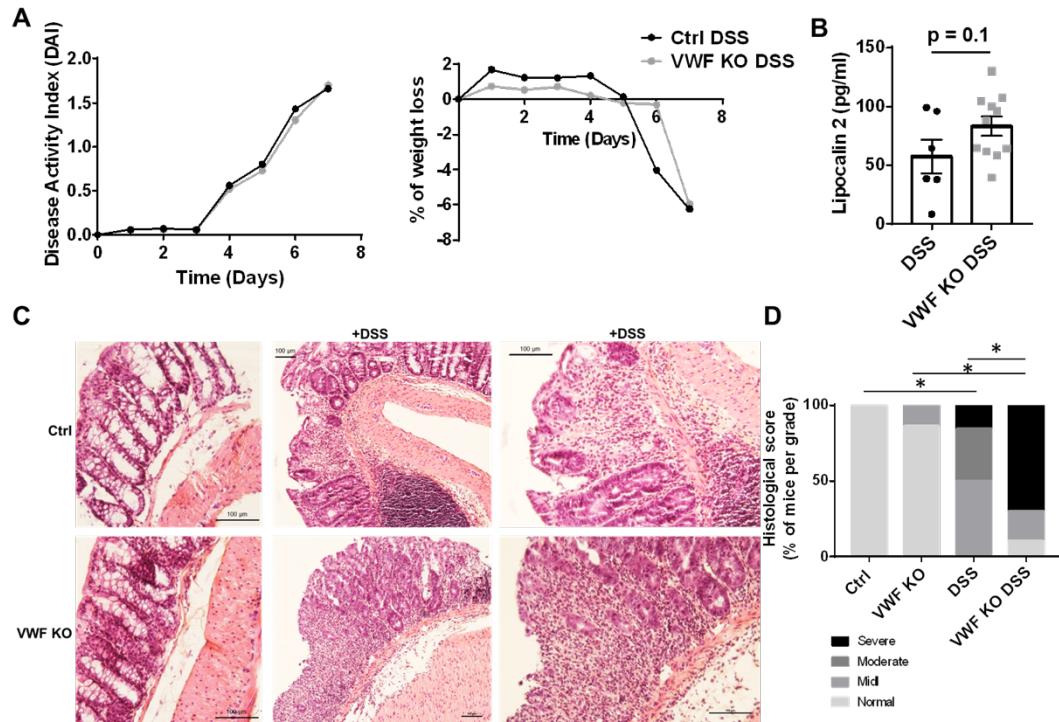 A
Disease Activity Index (DAI)
2.0
1.5
1.0
0.5
0.0
0 2 4 6 8
Time (Days)
% of weight loss
2
0
-2
-4
-6
-8
2 4 6 8
Time (Days)
Ctrl DSS
VWF KO DSS
B
p = 0.1
Lipocalin 2 (pg/ml)
150
100
50
0
DSS
VWF KO DSS
C
+DSS
+DSS
Ctrl
VWF KO
100 µm
100 µm
100 µm
100 µm
D
*
*
*
Histological score
(% of mice per grade)
100
50
0
Ctrl
VWF KO
DSS
VWF KO DSS
Severe
Moderate
Midl
Normal